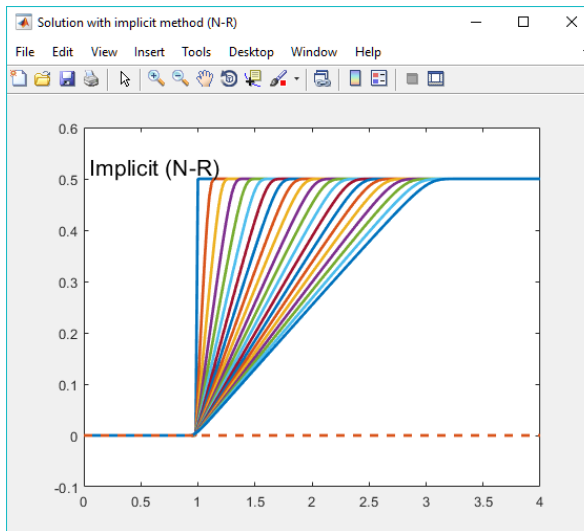 Solution with implicit method (N-R)
File Edit View Insert Tools Desktop Window Help
0.6
Implicit (N-R)
0.5
0.4
0.3
0.2
0.1
0
-0.1
0 0.5 1 1.5 2 2.5 3 3.5 4